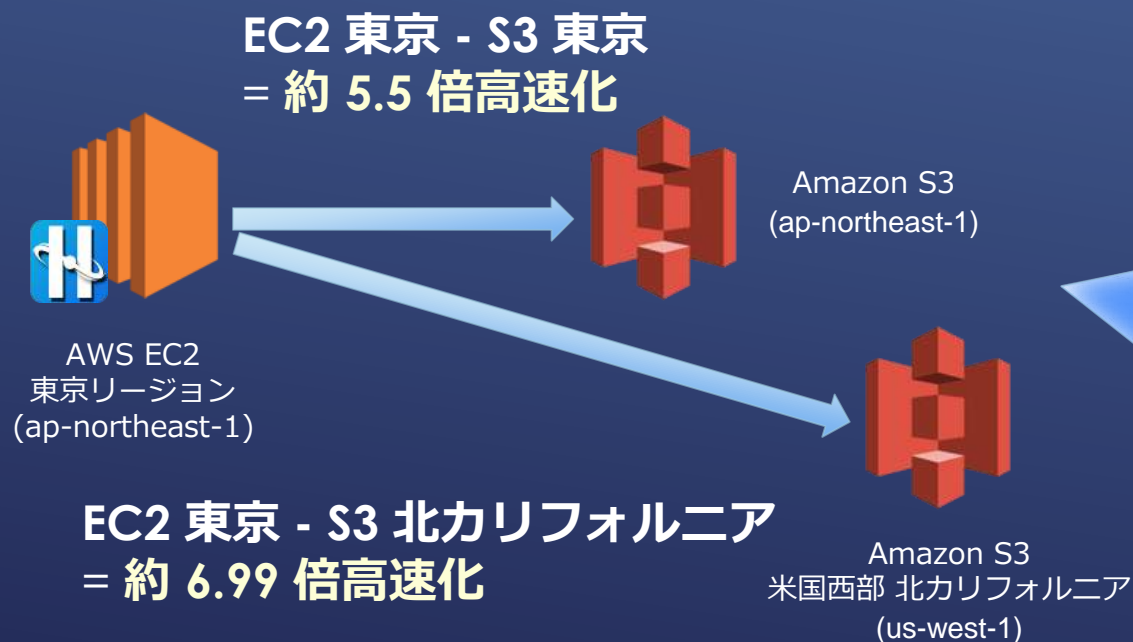 EC2 東京 - S3 東京
= 約 5.5 倍高速化
Amazon S3
(ap-northeast-1)
H
AWS EC2
東京リージョン
(ap-northeast-1)
EC2 東京 - S3 北カリフォルニア
= 約 6.99 倍高速化
Amazon S3
米国西部 北カリフォルニア
(us-west-1)